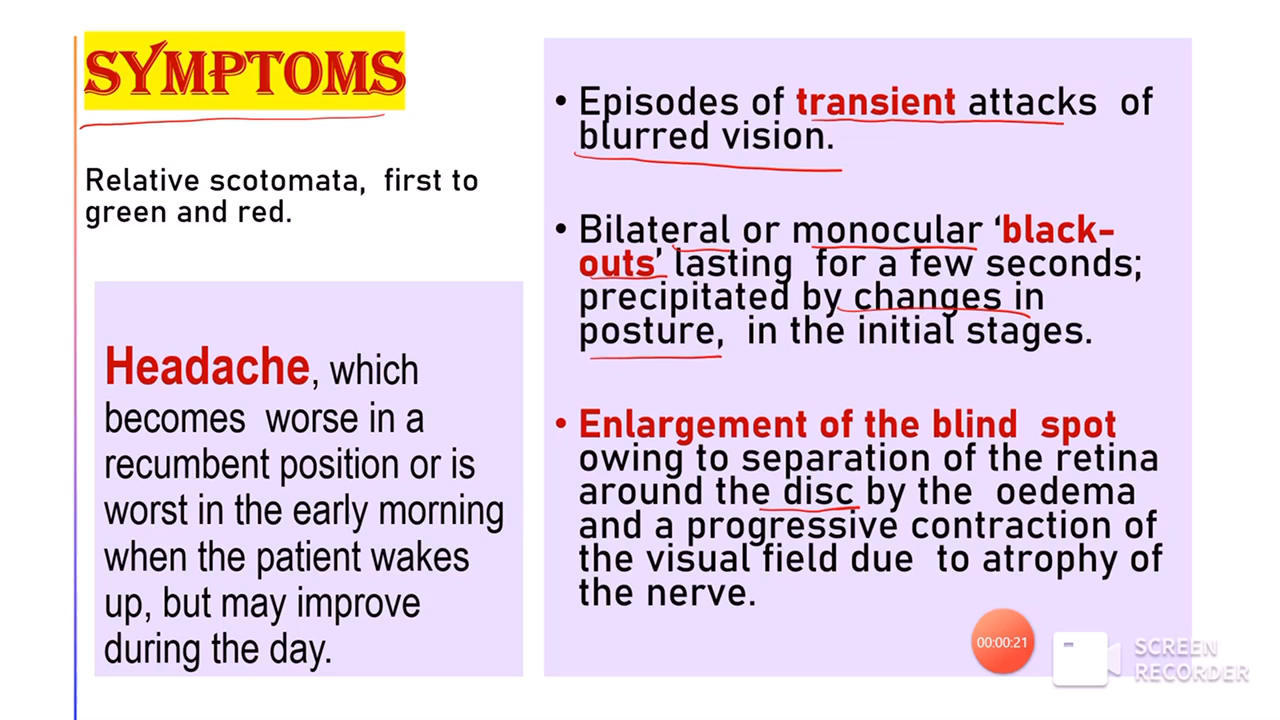 SYMPTOMS
Relative scotomata, first to
green and red.
Headache, which
becomes worse in a
recumbent position or is
worst in the early morning
when the patient wakes
up, but may improve
during the day.
• Episodes of transient attacks of
blurred vision.
• Bilateral or monocular ‘black-
outs’ lasting for a few seconds;
precipitated by changes in
posture, in the initial stages.
• Enlargement of the blind spot
owing to separation of the retina
around the disc by the oedema
and a progressive contraction of
the visual field due to atrophy of
the nerve.
00:00:21
SCREEN
RECORDER